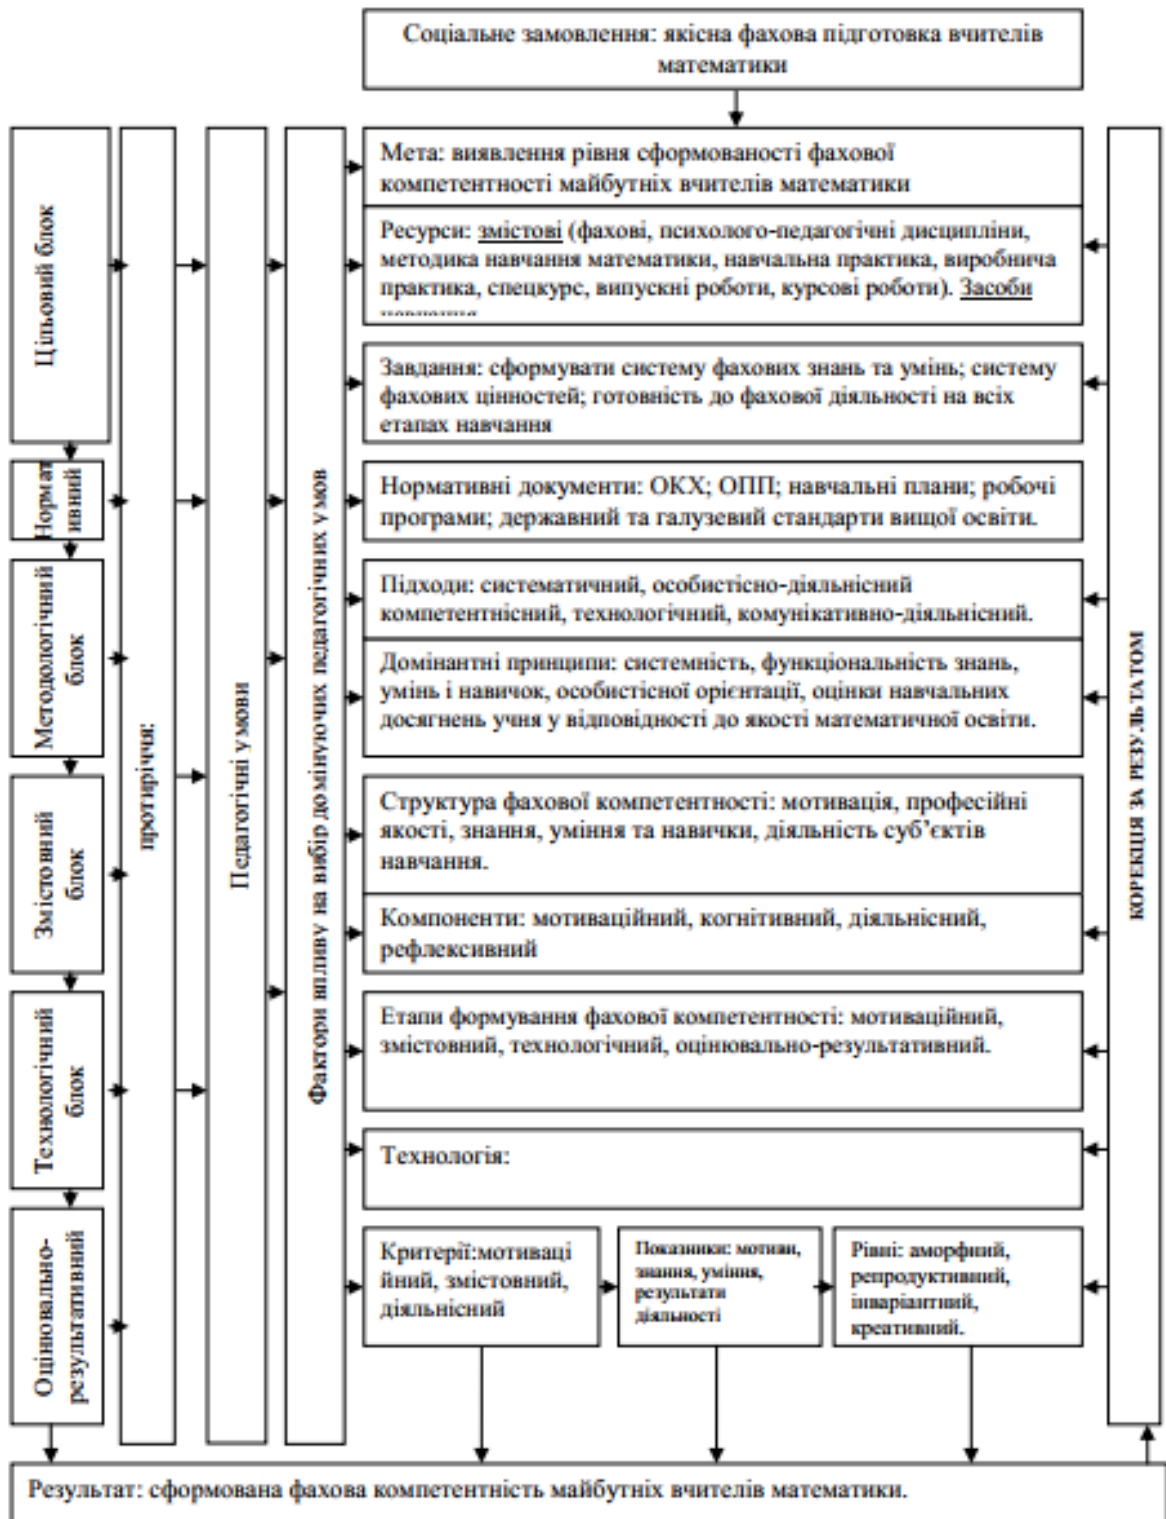 Соціальне замовлення: якісна фахова підготовка вчителів
математики
Цільовий блок
Нормат
ивний
Методологічний
блок
Змістовний
блок
Технологічний
блок
Оцінювально-
результативний
протиріччя:
Педагогічні умови
Фактори впливу на вибір домінуючих педагогічних умов
Мета: виявлення рівня сформованості фахової
компетентності майбутніх вчителів математики
Ресурси: змістові (фахові, психолого-педагогічні дисципліни,
методика навчання математики, навчальна практика, виробнича
практика, спецкурс, випускні роботи, курсові роботи). Засоби
Завдання: сформувати систему фахових знань та умінь; систему
фахових цінностей; готовність до фахової діяльності на всіх
етапах навчання
Нормативні документи: ОКХ; ОПП; навчальні плани; робочі
програми; державний та галузевий стандарти вищої освіти.
Підходи: систематичний, особистісно-діяльнісний
компетентнісний, технологічний, комунікативно-діяльнісний.
Домінантні принципи: системність, функціональність знань,
умінь і навичок, особистісної орієнтації, оцінки навчальних
досягнень учня у відповідності до якості математичної освіти.
Структура фахової компетентності: мотивація, професійні
якості, знання, уміння та навички, діяльність суб’єктів
навчання.
Компоненти: мотиваційний, когнітивний, діяльнісний,
рефлексивний
Етапи формування фахової компетентності: мотиваційний,
змістовний, технологічний, оцінювально-результативний.
Технологія:
Критерії:мотиваці
йний, змістовний,
діяльнісний
Показники: мотиви,
знання, уміння,
результати
діяльності
Рівні: аморфний,
репродуктивний,
інваріантний,
креативний.
КОРЕКЦІЯ ЗА РЕЗУЛЬТАТОМ
Результат: сформована фахова компетентність майбутніх вчителів математики.